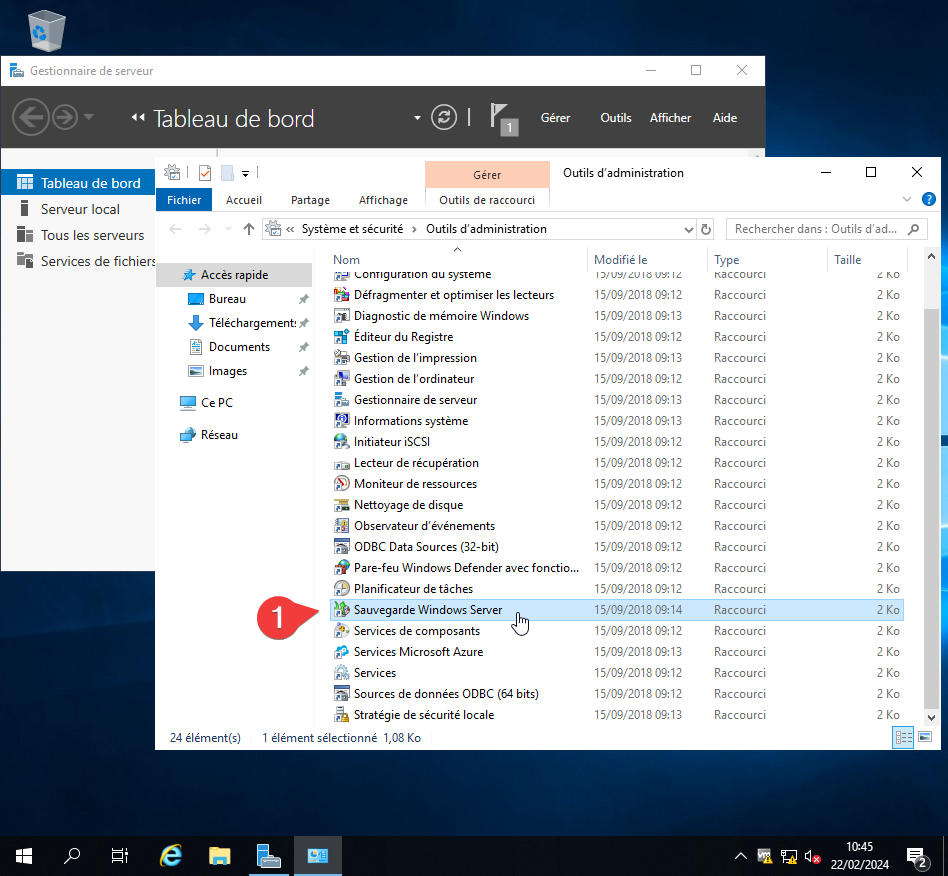 Gestionnaire de serveur
Tableau de bord
1
Gérer Outils Afficher Aide
Tableau de bord
Serveur local
Tous les serveurs
Services de fichiers
Gérer
Outils d’administration
Fichier Accueil Partage Affichage Outils de raccourci
« Système et sécurité > Outils d’administration
Rechercher dans : Outils d’ad...
Accès rapide
Bureau
Téléchargements
Documents
Images
Ce PC
Réseau
Nom Modifié le Type Taille
Configuration du système 15/09/2018 09:12 Raccourci 2 Ko
Défragmenter et optimiser les lecteurs 15/09/2018 09:12 Raccourci 2 Ko
Diagnostic de mémoire Windows 15/09/2018 09:13 Raccourci 2 Ko
Éditeur du Registre 15/09/2018 09:12 Raccourci 2 Ko
Gestion de l’impression 15/09/2018 09:13 Raccourci 2 Ko
Gestion de l’ordinateur 15/09/2018 09:12 Raccourci 2 Ko
Gestionnaire de serveur 15/09/2018 09:13 Raccourci 2 Ko
Informations système 15/09/2018 09:13 Raccourci 2 Ko
Initiateur iSCSI 15/09/2018 09:12 Raccourci 2 Ko
Lecteur de récupération 15/09/2018 09:12 Raccourci 2 Ko
Moniteur de ressources 15/09/2018 09:12 Raccourci 2 Ko
Nettoyage de disque 15/09/2018 09:12 Raccourci 2 Ko
Observateur d’événements 15/09/2018 09:12 Raccourci 2 Ko
ODBC Data Sources (32-bit) 15/09/2018 09:12 Raccourci 2 Ko
Pare-feu Windows Defender avec fonctio... 15/09/2018 09:12 Raccourci 2 Ko
Planificateur de tâches 15/09/2018 09:12 Raccourci 2 Ko
1
Sauvegarde Windows Server 15/09/2018 09:14 Raccourci 2 Ko
Services de composants 15/09/2018 09:12 Raccourci 2 Ko
Services Microsoft Azure 15/09/2018 09:13 Raccourci 2 Ko
Services 15/09/2018 09:12 Raccourci 2 Ko
Sources de données ODBC (64 bits) 15/09/2018 09:12 Raccourci 2 Ko
Stratégie de sécurité locale 15/09/2018 09:13 Raccourci 2 Ko
24 élément(s) 1 élément sélectionné 1,08 Ko
10:45
22/02/2024
2